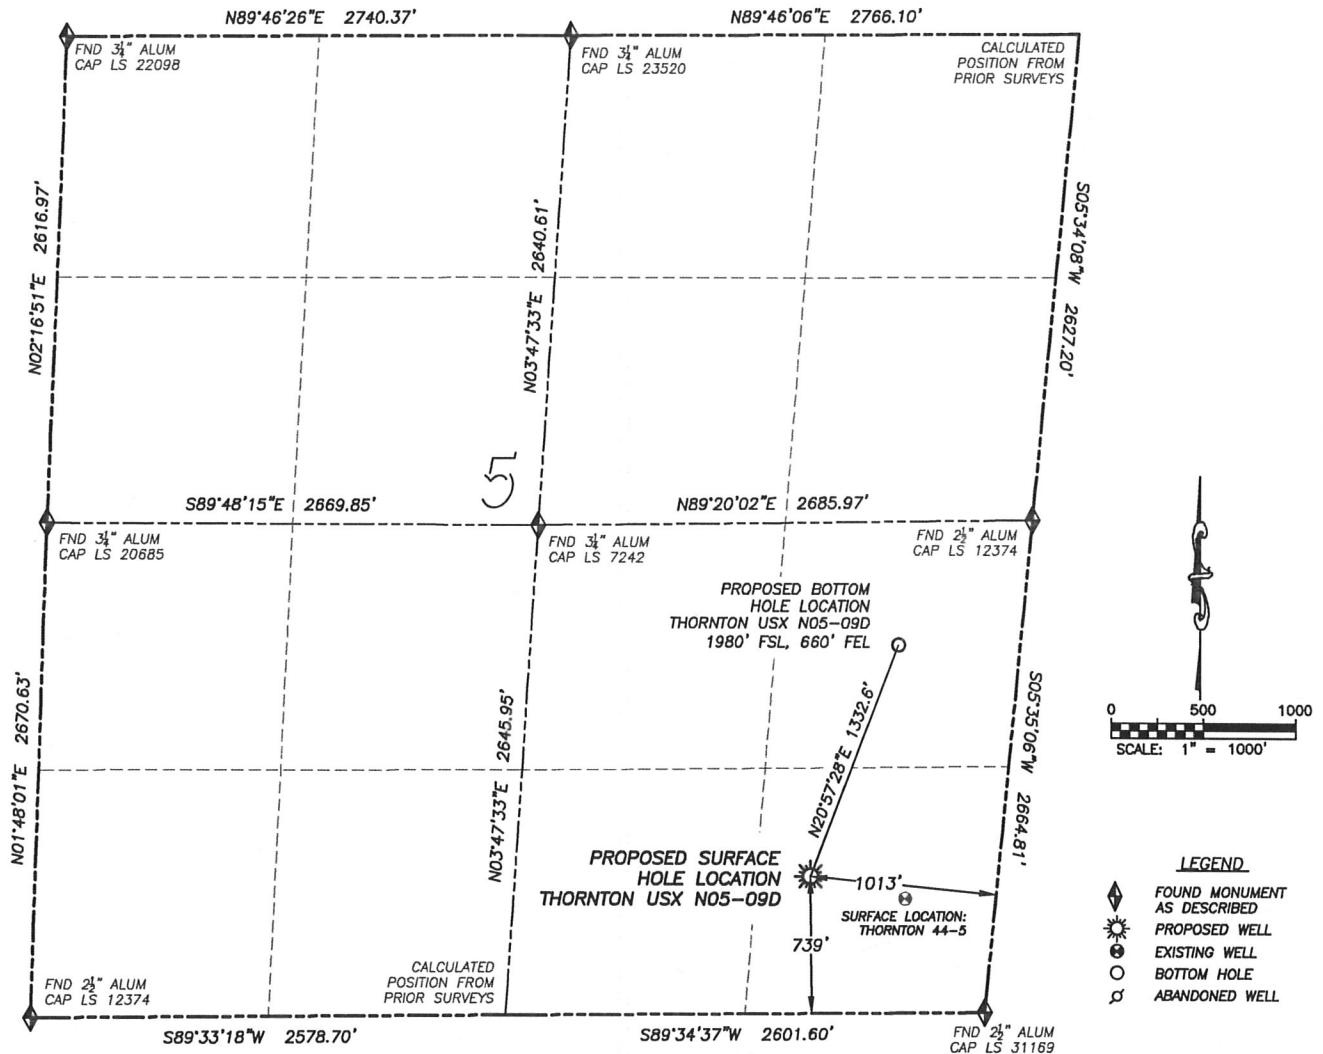 N89°46'26"E 2740.37'
N89°46'06"E 2766.10'
FND 3¼" ALUM
CAP LS 22098
FND 3¼" ALUM
CAP LS 23520
CALCULATED
POSITION FROM
PRIOR SURVEYS
N02°16'51"E 2616.97'
N03°47'33"E 2640.61'
S05°34'08"W 2627.20'
5
S89°48'15"E 2669.85'
N89°20'02"E 2685.97'
FND 3¼" ALUM
CAP LS 20685
FND 3¼" ALUM
CAP LS 7242
FND 2½" ALUM
CAP LS 12374
PROPOSED BOTTOM
HOLE LOCATION
THORNTON USX N05-09D
1980' FSL, 660' FEL
N01°48'01"E 2670.63'
N03°47'33"E 2645.95'
N20°57'28"E 1332.6'
S05°35'06"W 2664.81'
0 500 1000
SCALE: 1" = 1000'
PROPOSED SURFACE
HOLE LOCATION
THORNTON USX N05-09D
1013'
SURFACE LOCATION:
THORNTON 44-5
739'
LEGEND
FOUND MONUMENT
AS DESCRIBED
PROPOSED WELL
EXISTING WELL
BOTTOM HOLE
ABANDONED WELL
FND 2½" ALUM
CAP LS 12374
CALCULATED
POSITION FROM
PRIOR SURVEYS
S89°33'18"W 2578.70'
S89°34'37"W 2601.60'
FND 2½" ALUM
CAP LS 31169